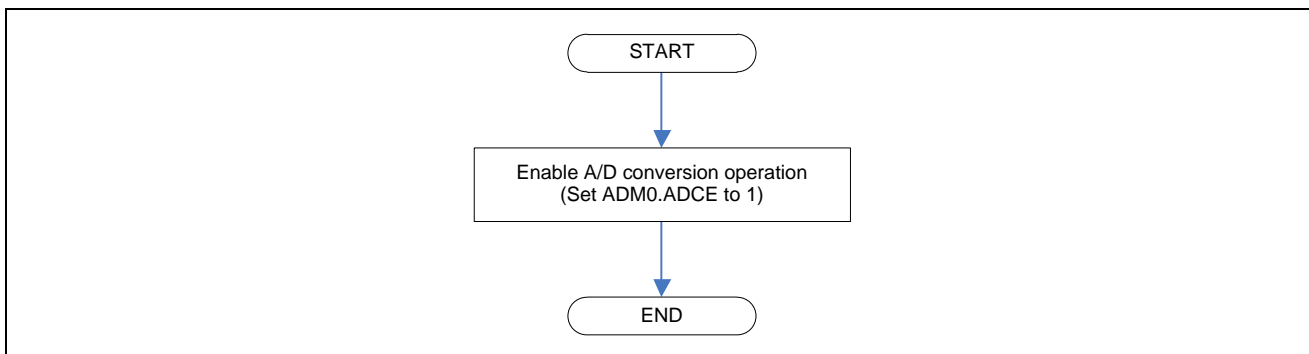 START
Enable A/D conversion operation
(Set ADM0.ADCE to 1)
END